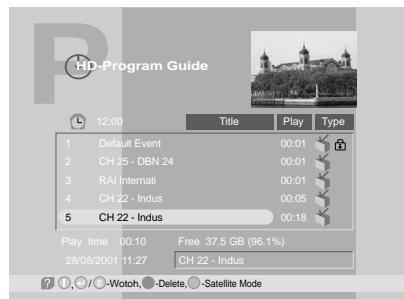 P
HD-Program Guide
12:00 Title Play Type
1 Default Event 00:01
2 CH 25 - DBN 24 00:01
3 RAI Internati 00:01
4 CH 22 - Indus 00:05
5 CH 22 - Indus 00:18
Play time 00:10 Free 37.5 GB (96.1%)
28/08/2001 11:27 CH 22 - Indus
? / -Wotoh, -Delete, -Satellite Mode